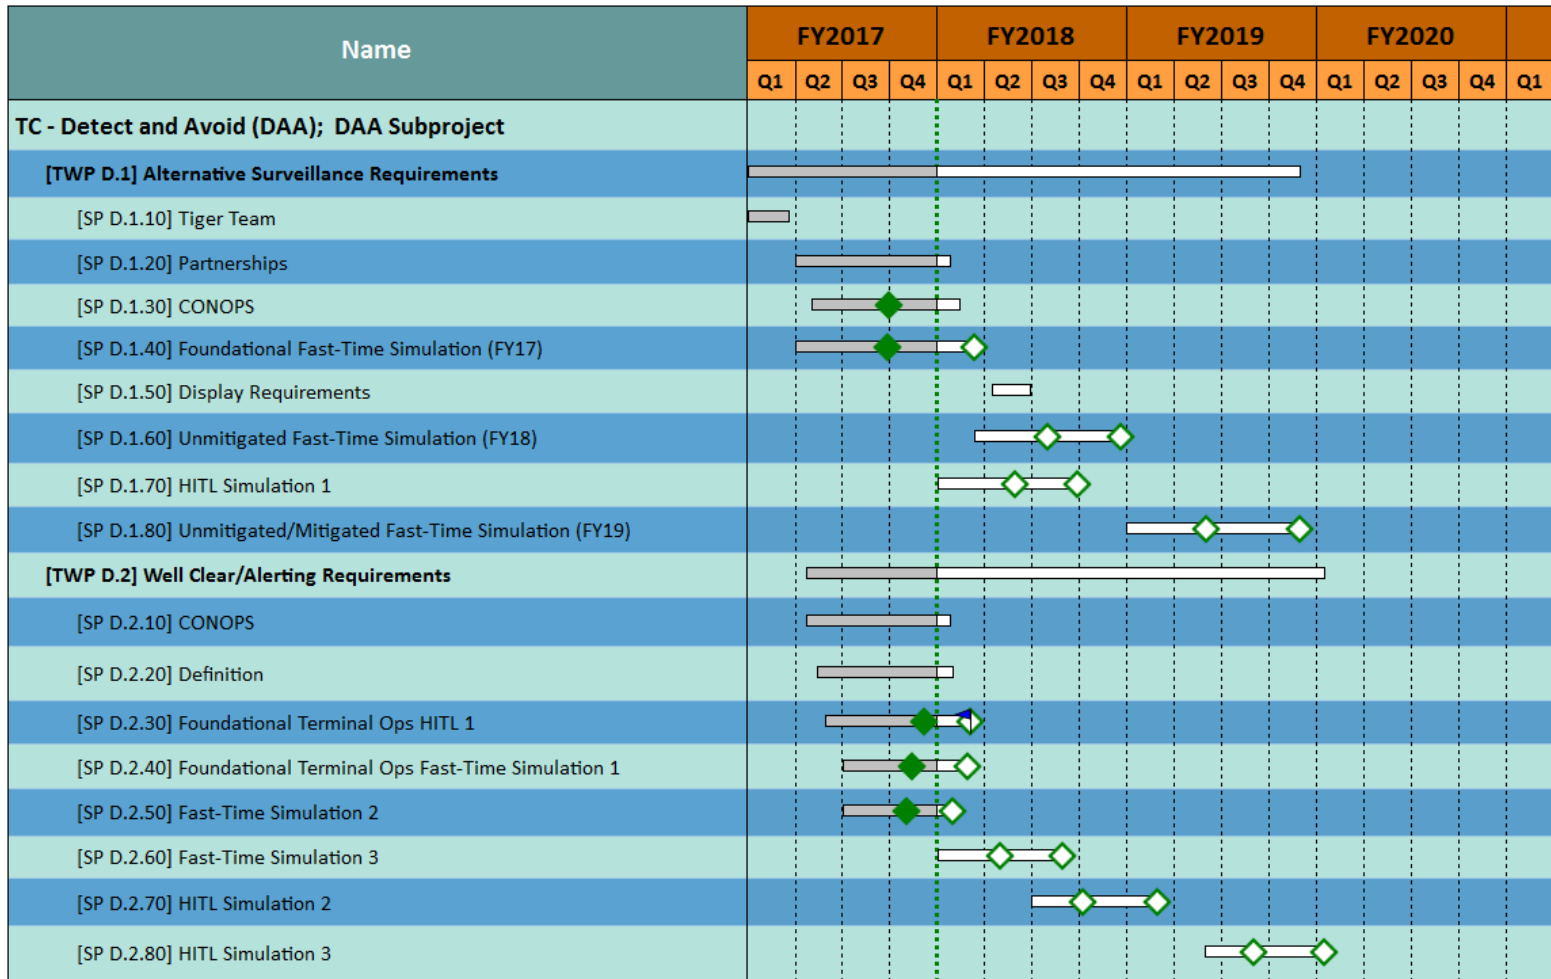 Name
FY2017 FY2018 FY2019 FY2020
Q1 Q2 Q3 Q4 Q1 Q2 Q3 Q4 Q1 Q2 Q3 Q4 Q1 Q2 Q3 Q4 Q1
TC - Detect and Avoid (DAA); DAA Subproject
[TWP D.1] Alternative Surveillance Requirements
[SP D.1.10] Tiger Team
[SP D.1.20] Partnerships
[SP D.1.30] CONOPS
[SP D.1.40] Foundational Fast-Time Simulation (FY17)
[SP D.1.50] Display Requirements
[SP D.1.60] Unmitigated Fast-Time Simulation (FY18)
[SP D.1.70] HITL Simulation 1
[SP D.1.80] Unmitigated/Mitigated Fast-Time Simulation (FY19)
[TWP D.2] Well Clear/Alerting Requirements
[SP D.2.10] CONOPS
[SP D.2.20] Definition
[SP D.2.30] Foundational Terminal Ops HITL 1
[SP D.2.40] Foundational Terminal Ops Fast-Time Simulation 1
[SP D.2.50] Fast-Time Simulation 2
[SP D.2.60] Fast-Time Simulation 3
[SP D.2.70] HITL Simulation 2
[SP D.2.80] HITL Simulation 3